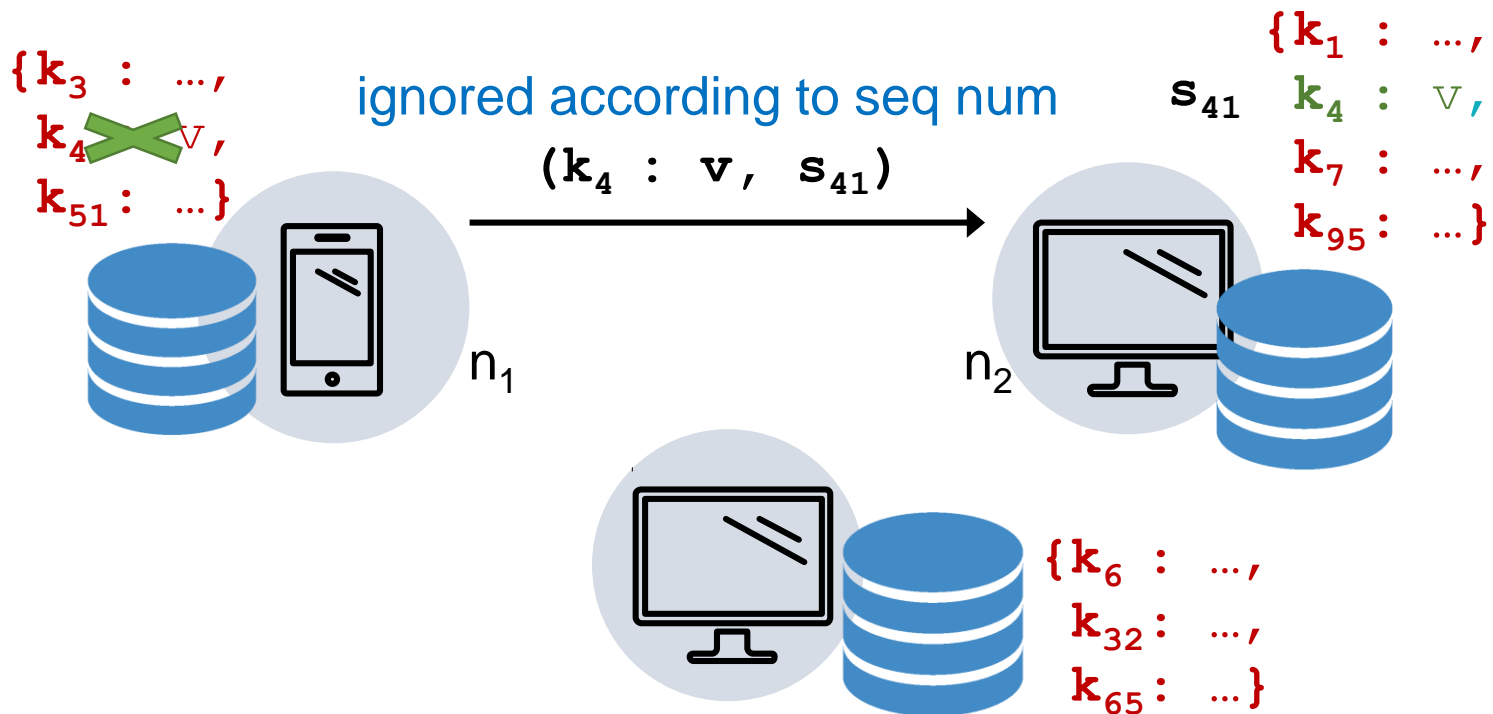 {k₃ : …,
k₄ v,
k₅₁: …}
ignored according to seq num
(k₄ : v, s₄₁)
s₄₁
{k₁ : …,
k₄ : v,
k₇ : …,
k₉₅: …}
n₁
n₂
{k₆ : …,
k₃₂: …,
k₆₅: …}